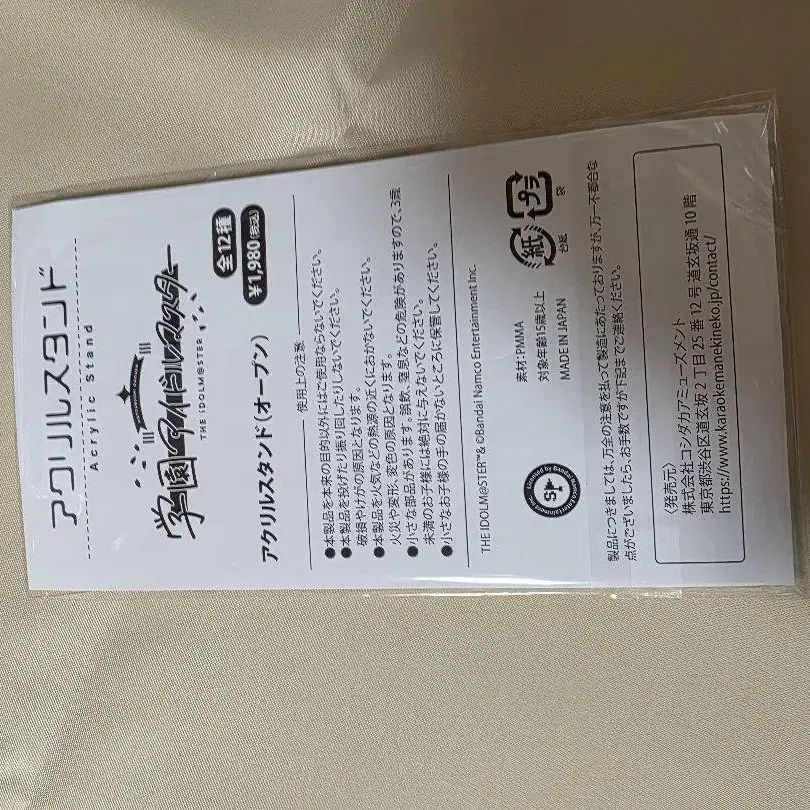 アクリルスタンド
Acrylic Stand
学園アイドルマスター
THE IDOLM@STER
全12種
¥1,980(税込)
アクリルスタンド(オープン)
使用上の注意
●本製品を本来の目的以外にはご使用ならないでください。
●本製品を投げたり振り回したりしないでください。
破損やけがの原因となります。
●本製品を火気などの熱源の近くにおかないでください。
火災や変形、変色の原因となります。
●小さな部品があります。誤飲、窒息などの危険がありますので、3歳
未満のお子様には絶対に与えないでください。
●小さなお子様の手の届かないところに保管してください。
THE IDOLM@STER™& ©Bandai Namco Entertainment Inc.
Licensed by Bandai Namco Entertainment Inc.
素材:PMMA
対象年齢15歳以上
MADE IN JAPAN
紙
台紙
プラ
袋
製品につきましては、万全の注意を払って製造にあたっておりますが、万一不都合な
点がございましたら、お手数ですが下記までご連絡ください。
〈発売元〉
株式会社コシダカアミューズメント
東京都渋谷区道玄坂2丁目25番12号道玄坂通10階
https://www.karaokemanekineko.jp/contact/